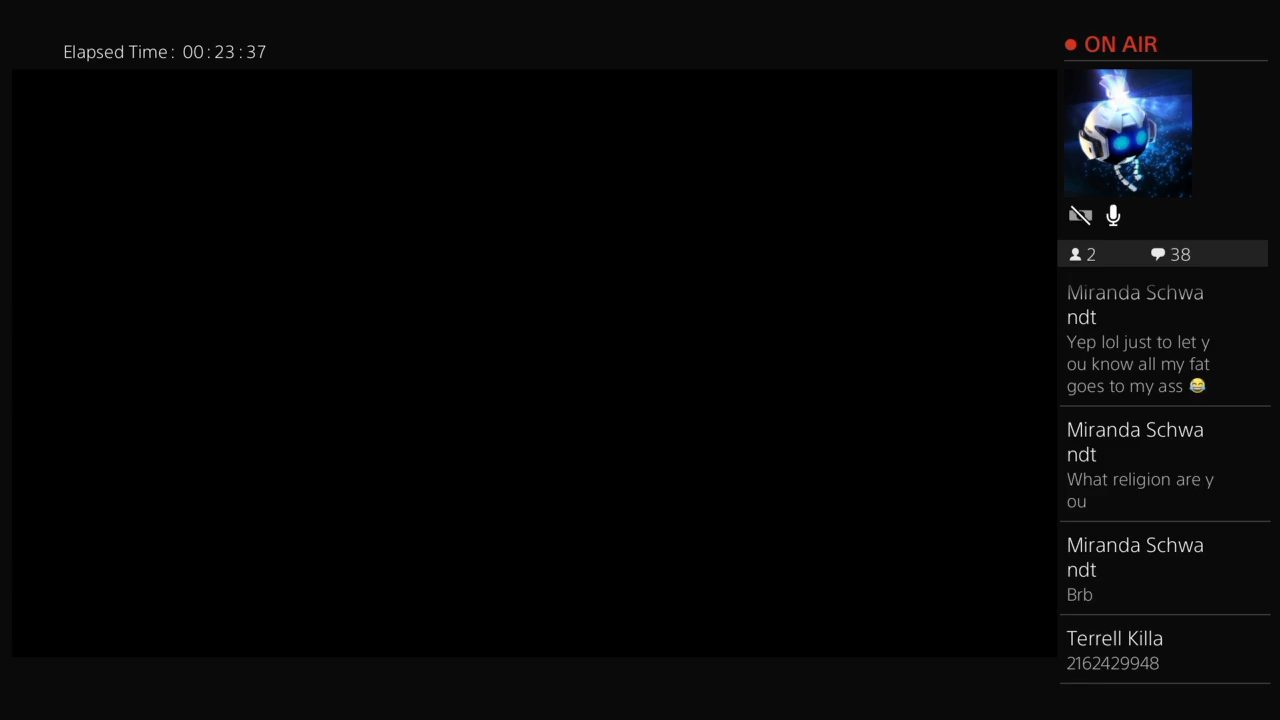 Elapsed Time: 00:23:37
ON AIR
2 38
Miranda Schwa
ndt
Yep lol just to let y
ou know all my fat
goes to my ass 😂
Miranda Schwa
ndt
What religion are y
ou
Miranda Schwa
ndt
Brb
Terrell Killa
2162429948